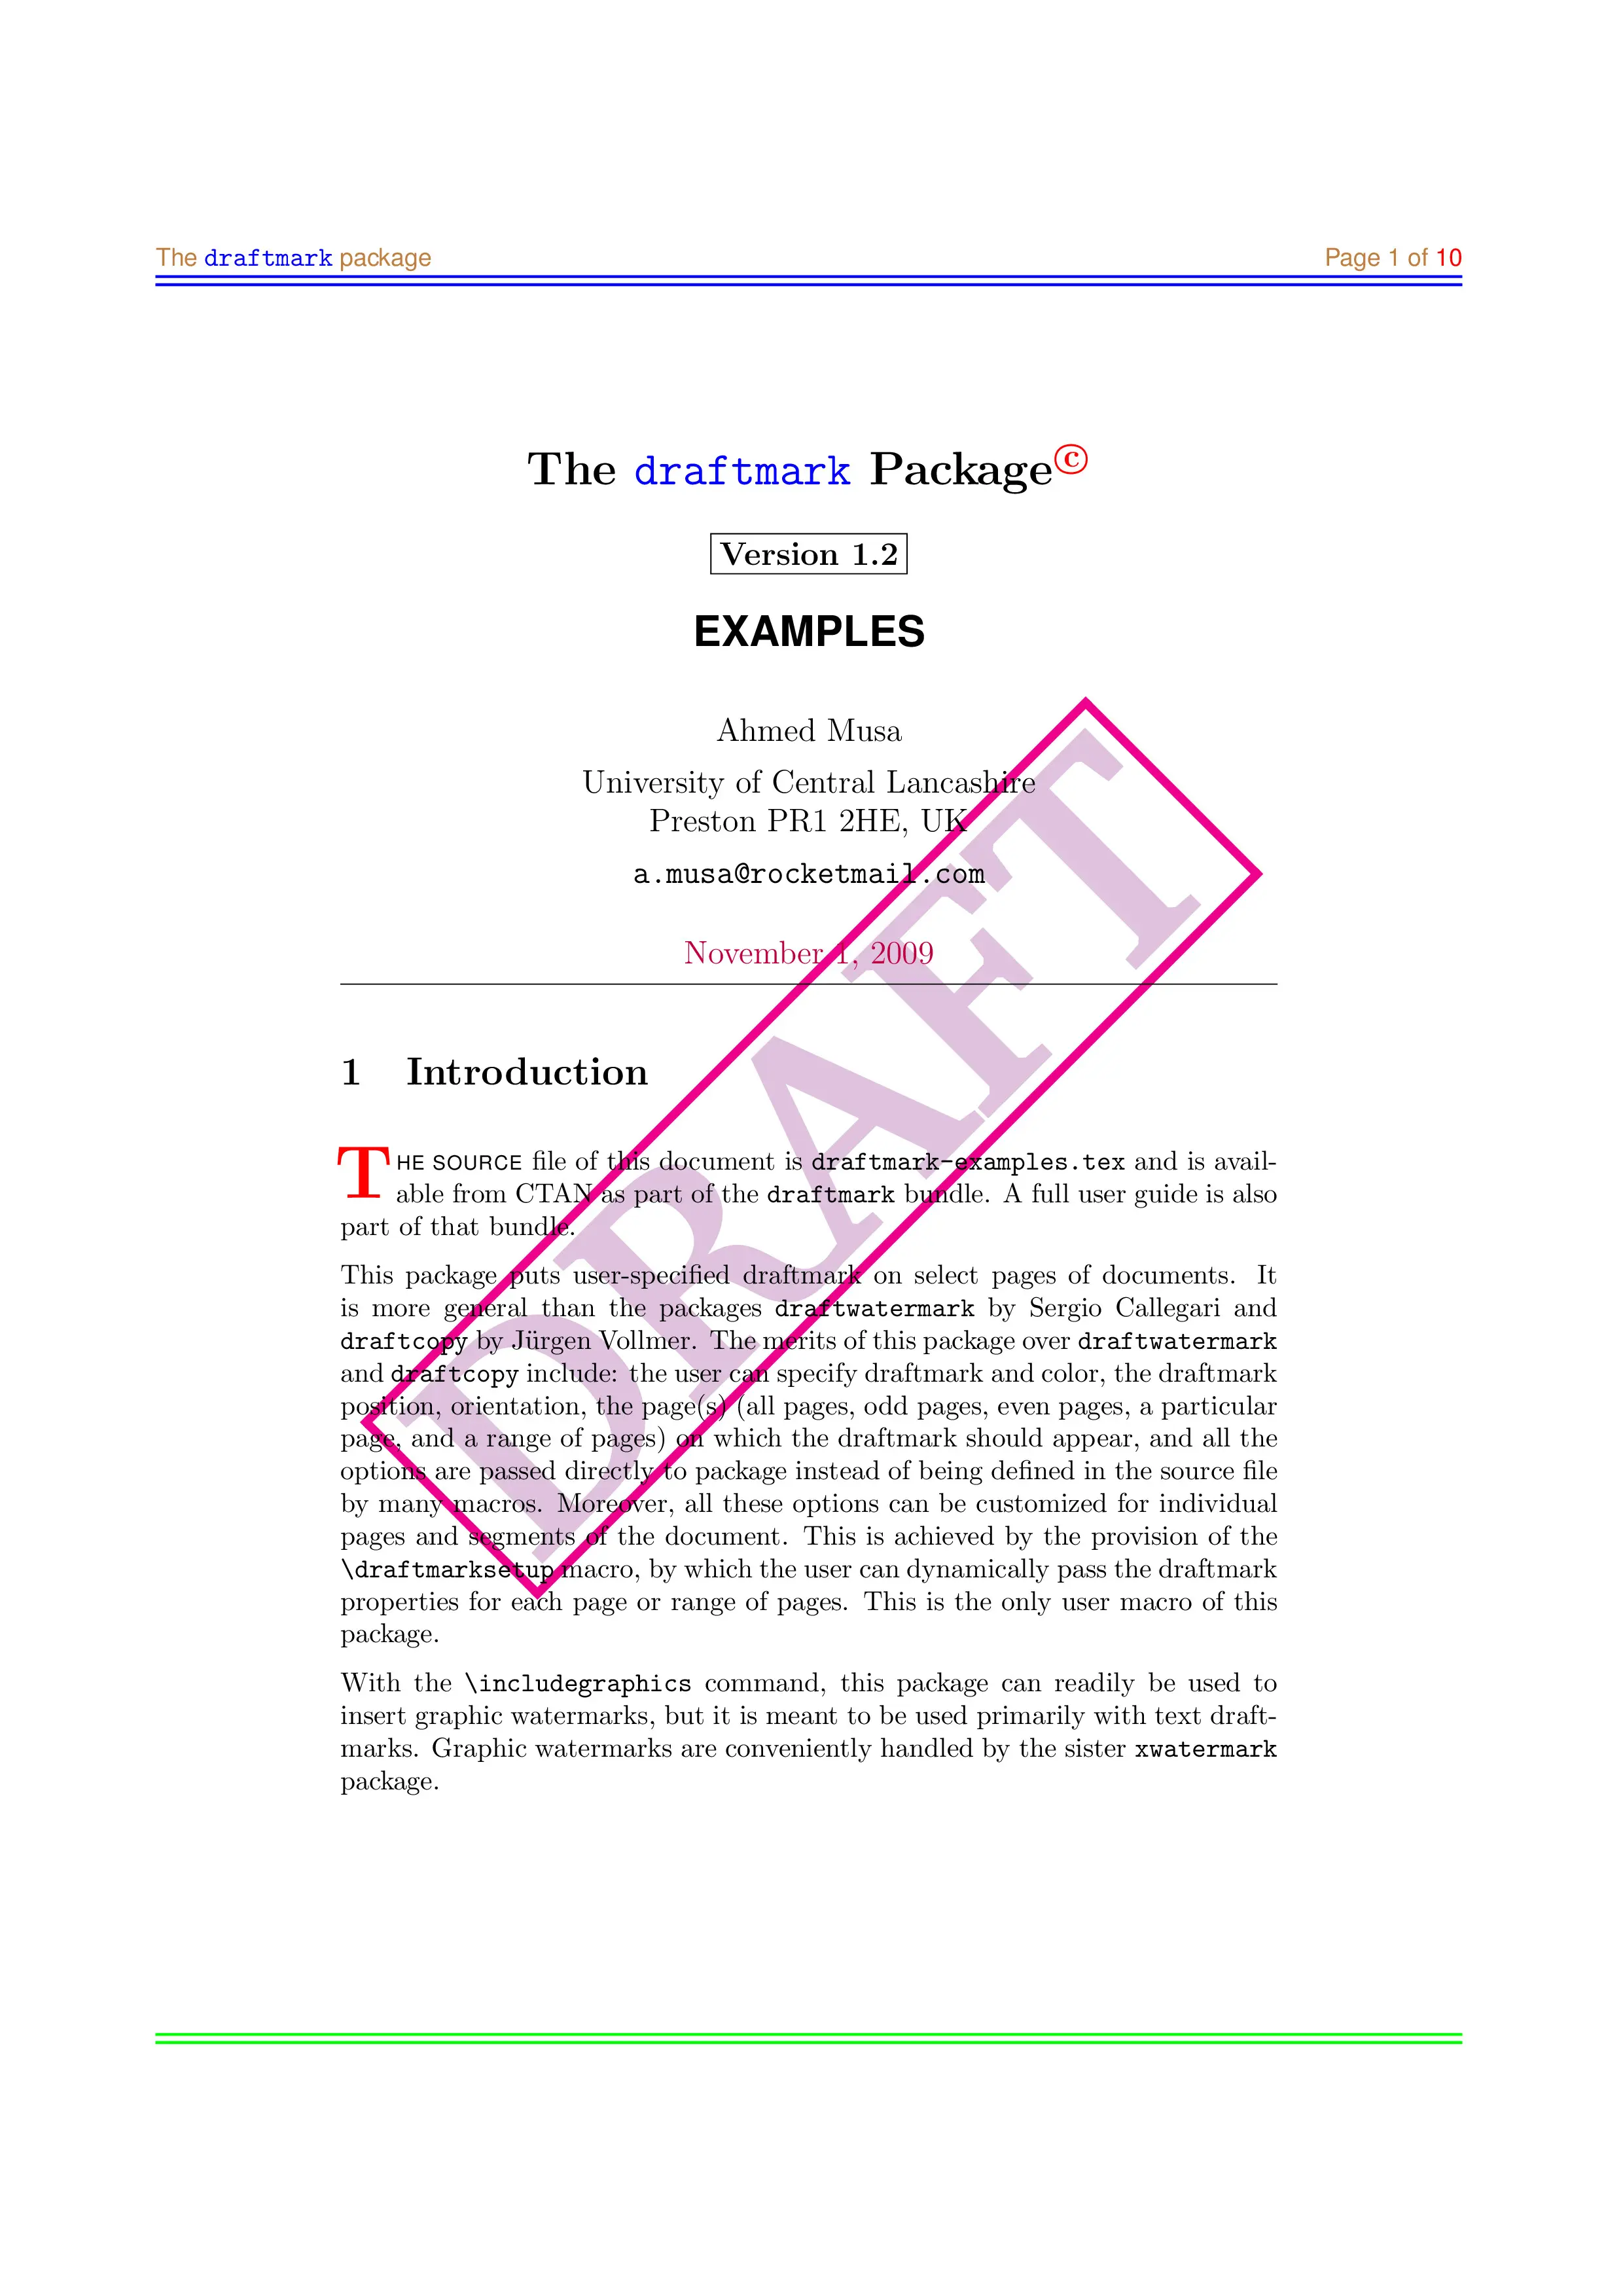 The draftmark package Page 1 of 10
The draftmark Package©
Version 1.2
EXAMPLES
Ahmed Musa
University of Central Lancashire
Preston PR1 2HE, UK
a.musa@rocketmail.com
November 1, 2009
1 Introduction
THE SOURCE file of this document is draftmark-examples.tex and is avail-
able from CTAN as part of the draftmark bundle. A full user guide is also
part of that bundle.
This package puts user-specified draftmark on select pages of documents. It
is more general than the packages draftwatermark by Sergio Callegari and
draftcopy by Jürgen Vollmer. The merits of this package over draftwatermark
and draftcopy include: the user can specify draftmark and color, the draftmark
position, orientation, the page(s) (all pages, odd pages, even pages, a particular
page, and a range of pages) on which the draftmark should appear, and all the
options are passed directly to package instead of being defined in the source file
by many macros. Moreover, all these options can be customized for individual
pages and segments of the document. This is achieved by the provision of the
\draftmarksetup macro, by which the user can dynamically pass the draftmark
properties for each page or range of pages. This is the only user macro of this
package.
With the \includegraphics command, this package can readily be used to
insert graphic watermarks, but it is meant to be used primarily with text draft-
marks. Graphic watermarks are conveniently handled by the sister xwatermark
package.
DRAFT